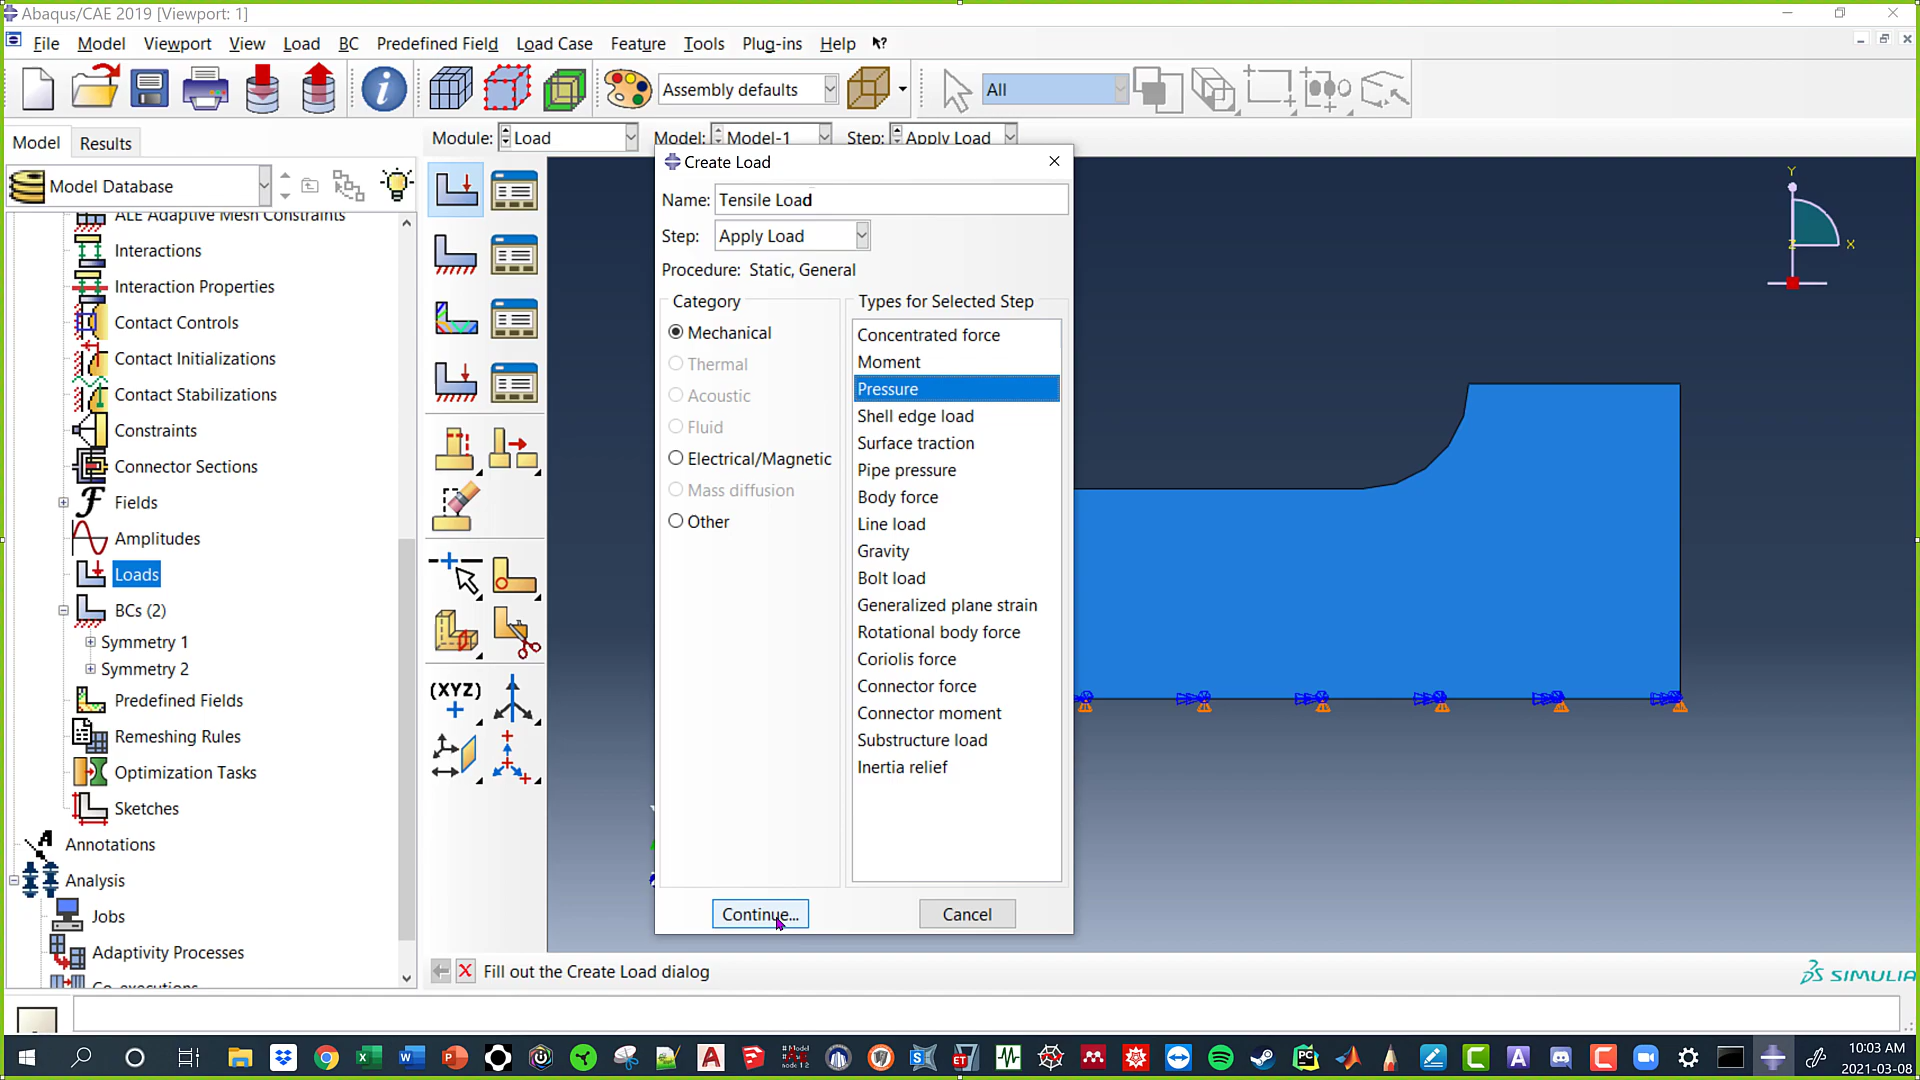 Abaqus/CAE 2019 [Viewport: 1]
File Model Viewport View Load BC Predefined Field Load Case Feature Tools Plug-ins Help
Assembly defaults
All
Model Results
Module: Load Model: Model-1 Step: Apply Load
Model Database
ALE Adaptive Mesh Constraints
Interactions
Interaction Properties
Contact Controls
Contact Initializations
Contact Stabilizations
Constraints
Connector Sections
Fields
Amplitudes
Loads
BCs (2)
Symmetry 1
Symmetry 2
Predefined Fields
Remeshing Rules
Optimization Tasks
Sketches
Annotations
Analysis
Jobs
Adaptivity Processes
Co-executions
(XYZ)
Create Load
Name: Tensile Load
Step: Apply Load
Procedure: Static, General
Category
Mechanical
Thermal
Acoustic
Fluid
Electrical/Magnetic
Mass diffusion
Other
Types for Selected Step
Concentrated force
Moment
Pressure
Shell edge load
Surface traction
Pipe pressure
Body force
Line load
Gravity
Bolt load
Generalized plane strain
Rotational body force
Coriolis force
Connector force
Connector moment
Substructure load
Inertia relief
Continue...
Cancel
Y
Z
X
Fill out the Create Load dialog
SIMULIA
10:03 AM
2021-03-08